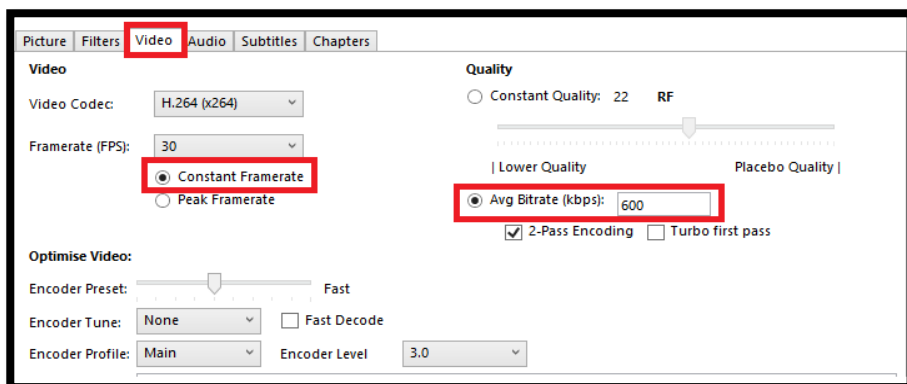 Picture Filters Video Audio Subtitles Chapters
Video
Video Codec: H.264 (x264)
Framerate (FPS): 30
Constant Framerate
Peak Framerate
Quality
Constant Quality: 22 RF
| Lower Quality Placebo Quality |
Avg Bitrate (kbps): 600
2-Pass Encoding Turbo first pass
Optimise Video:
Encoder Preset: Fast
Encoder Tune: None Fast Decode
Encoder Profile: Main Encoder Level 3.0